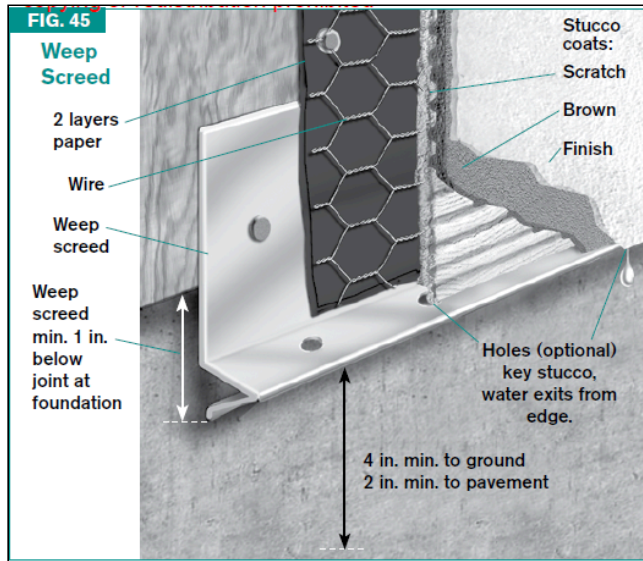 FIG. 45
Weep
Screed
2 layers
paper
Wire
Weep
screed
Weep
screed
min. 1 in.
below
joint at
foundation
Stucco
coats:
Scratch
Brown
Finish
Holes (optional)
key stucco,
water exits from
edge.
4 in. min. to ground
2 in. min. to pavement